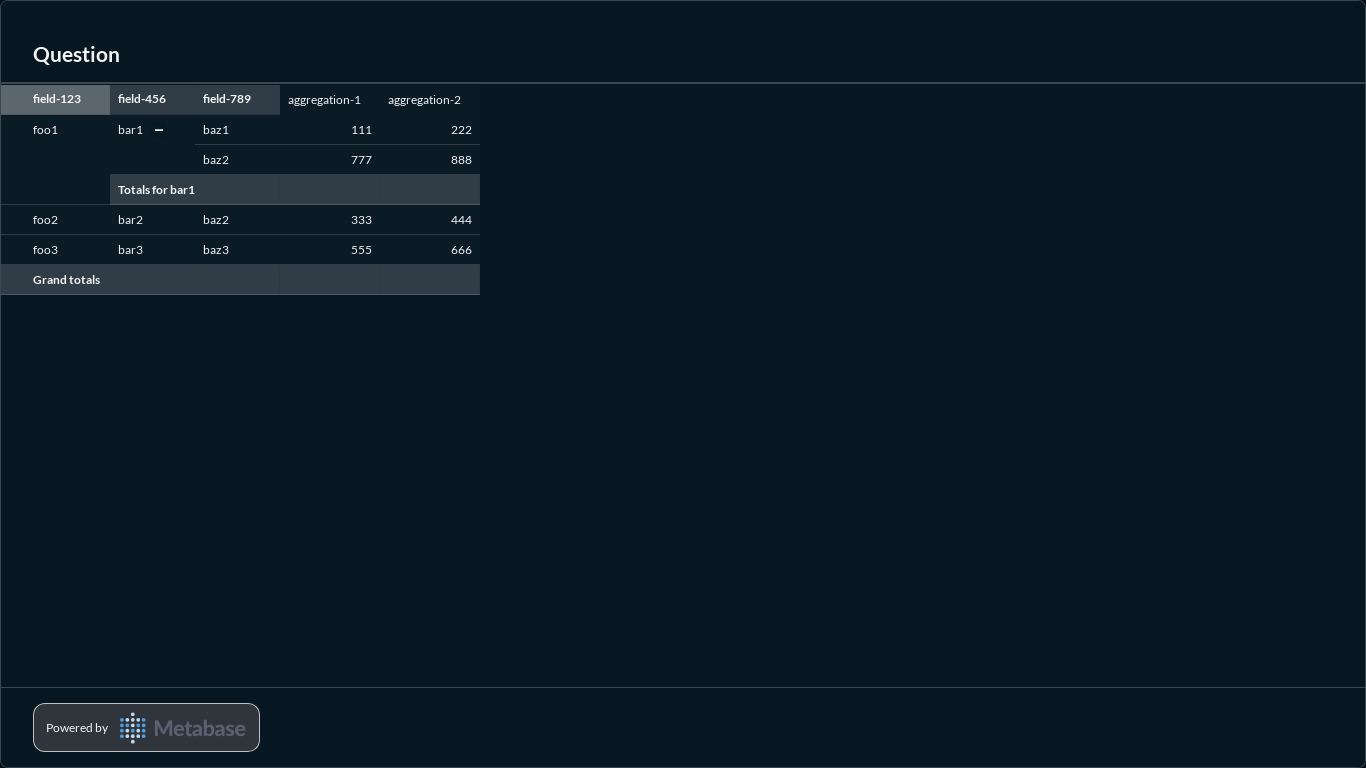 Question
field-123 field-456 field-789 aggregation-1 aggregation-2
foo1 bar1 baz1 111 222
baz2 777 888
Totals for bar1
foo2 bar2 baz2 333 444
foo3 bar3 baz3 555 666
Grand totals
Powered by Metabase